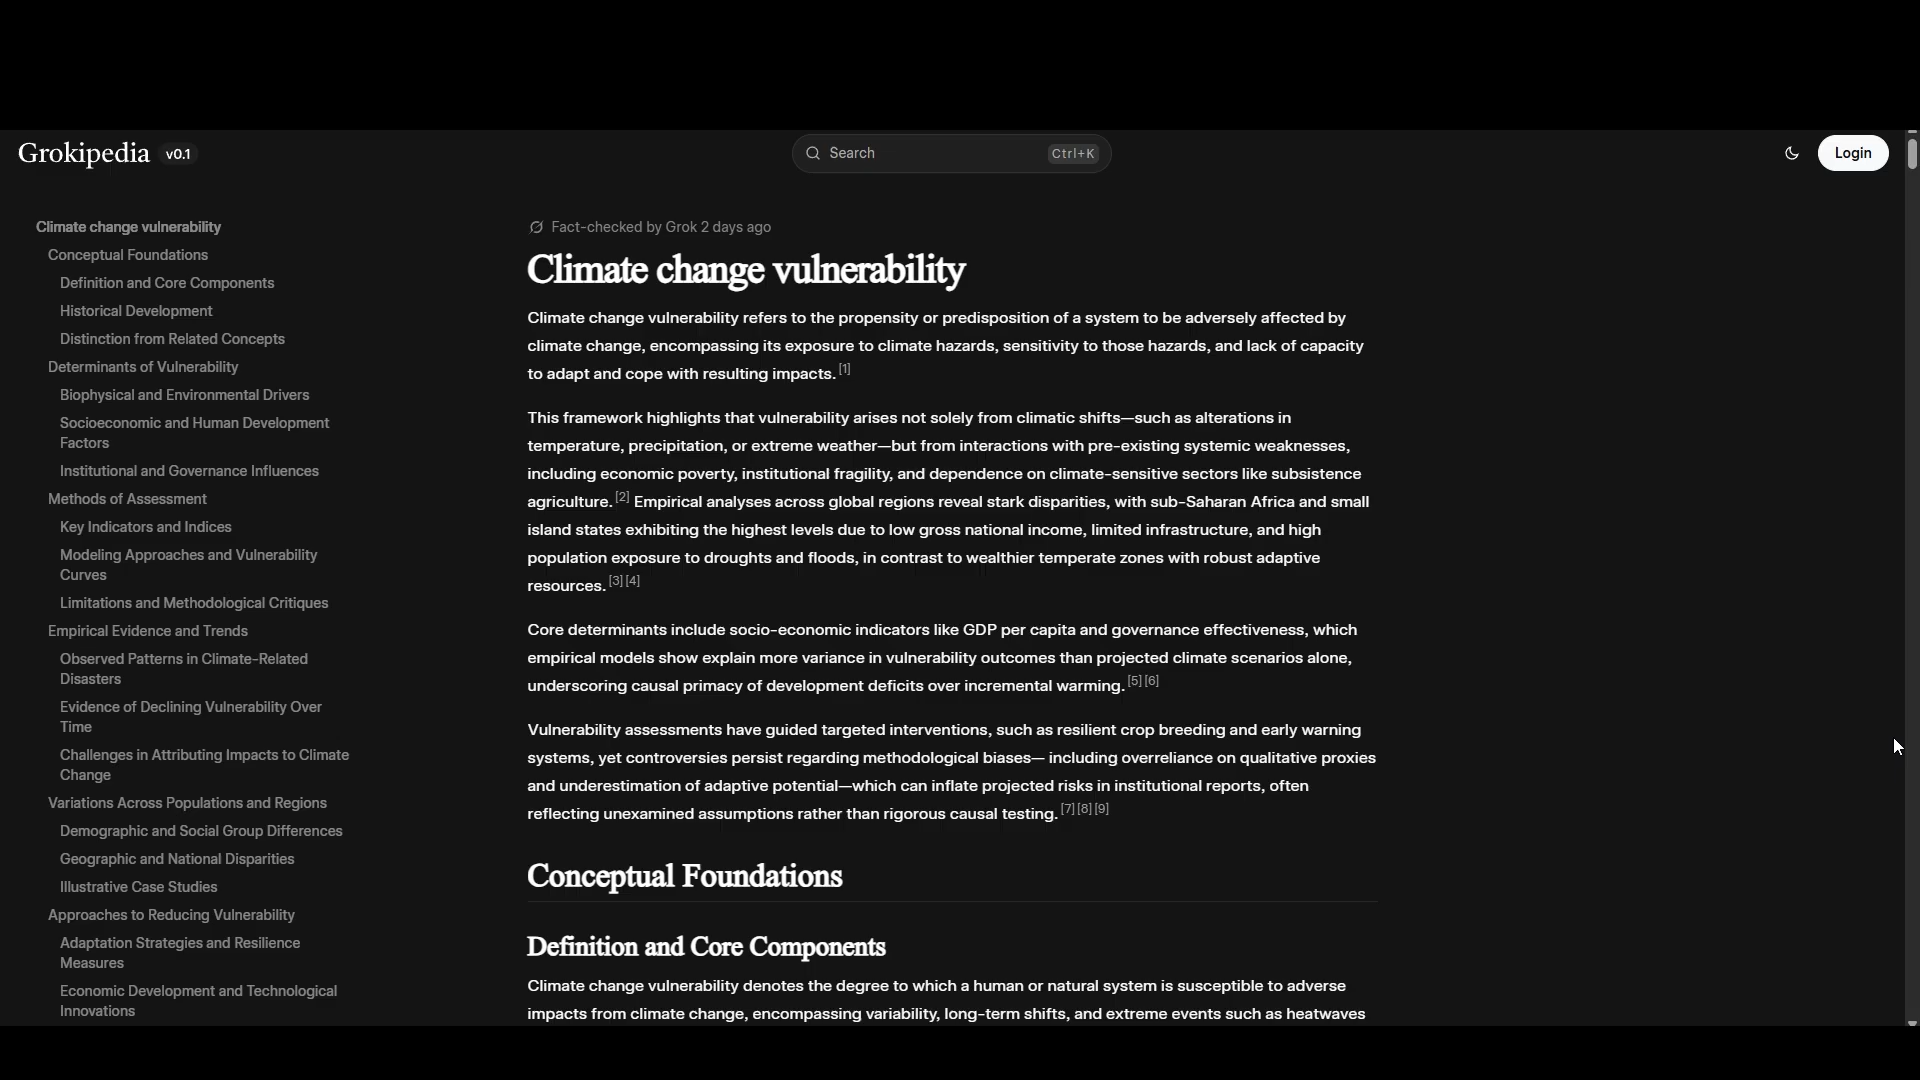 Grokipedia v0.1
Search Ctrl+K
Login
Climate change vulnerability
Conceptual Foundations
Definition and Core Components
Historical Development
Distinction from Related Concepts
Determinants of Vulnerability
Biophysical and Environmental Drivers
Socioeconomic and Human Development
Factors
Institutional and Governance Influences
Methods of Assessment
Key Indicators and Indices
Modeling Approaches and Vulnerability
Curves
Limitations and Methodological Critiques
Empirical Evidence and Trends
Observed Patterns in Climate-Related
Disasters
Evidence of Declining Vulnerability Over
Time
Challenges in Attributing Impacts to Climate
Change
Variations Across Populations and Regions
Demographic and Social Group Differences
Geographic and National Disparities
Illustrative Case Studies
Approaches to Reducing Vulnerability
Adaptation Strategies and Resilience
Measures
Economic Development and Technological
Innovations
Fact-checked by Grok 2 days ago
Climate change vulnerability
Climate change vulnerability refers to the propensity or predisposition of a system to be adversely affected by
climate change, encompassing its exposure to climate hazards, sensitivity to those hazards, and lack of capacity
to adapt and cope with resulting impacts. [1]
This framework highlights that vulnerability arises not solely from climatic shifts—such as alterations in
temperature, precipitation, or extreme weather—but from interactions with pre-existing systemic weaknesses,
including economic poverty, institutional fragility, and dependence on climate-sensitive sectors like subsistence
agriculture. [2] Empirical analyses across global regions reveal stark disparities, with sub-Saharan Africa and small
island states exhibiting the highest levels due to low gross national income, limited infrastructure, and high
population exposure to droughts and floods, in contrast to wealthier temperate zones with robust adaptive
resources. [3] [4]
Core determinants include socio-economic indicators like GDP per capita and governance effectiveness, which
empirical models show explain more variance in vulnerability outcomes than projected climate scenarios alone,
underscoring causal primacy of development deficits over incremental warming. [5] [6]
Vulnerability assessments have guided targeted interventions, such as resilient crop breeding and early warning
systems, yet controversies persist regarding methodological biases— including overreliance on qualitative proxies
and underestimation of adaptive potential—which can inflate projected risks in institutional reports, often
reflecting unexamined assumptions rather than rigorous causal testing. [7] [8] [9]
Conceptual Foundations
Definition and Core Components
Climate change vulnerability denotes the degree to which a human or natural system is susceptible to adverse
impacts from climate change, encompassing variability, long-term shifts, and extreme events such as heatwaves